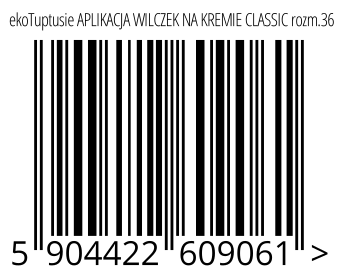 ekoTuptusie APLIKACJA WILCZEK NA KREMIE CLASSIC rozm.36
5 904422 609061 >